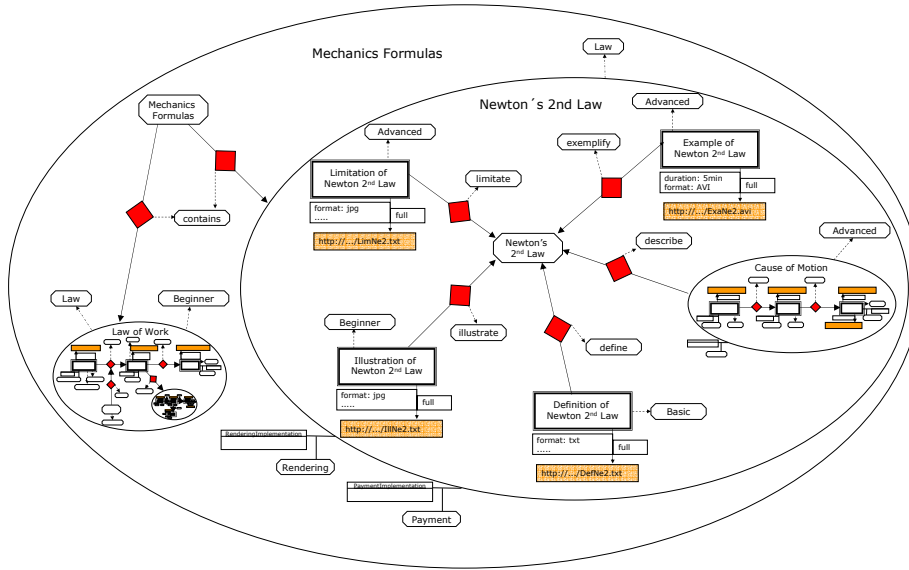 Law
Mechanics Formulas
Newton´s 2nd Law
Mechanics
Formulas
Advanced
Advanced
exemplify
Example of
Newton 2nd Law
Limitation of
Newton 2nd Law
limitate
duration: 5min
format: AVI
full
format: jpg
.....
full
http://.../ExaNe2.avi
contains
http://.../LimNe2.txt
Newton's
2nd Law
describe
Advanced
Cause of Motion
Law
Beginner
Law of Work
Beginner
illustrate
define
Illustration of
Newton 2nd Law
format: jpg
.....
full
Definition of
Newton 2nd Law
Basic
http://.../IllNe2.txt
RenderingImplementation
format: txt
.....
full
Rendering
http://.../DefNe2.txt
PaymentImplementation
Payment